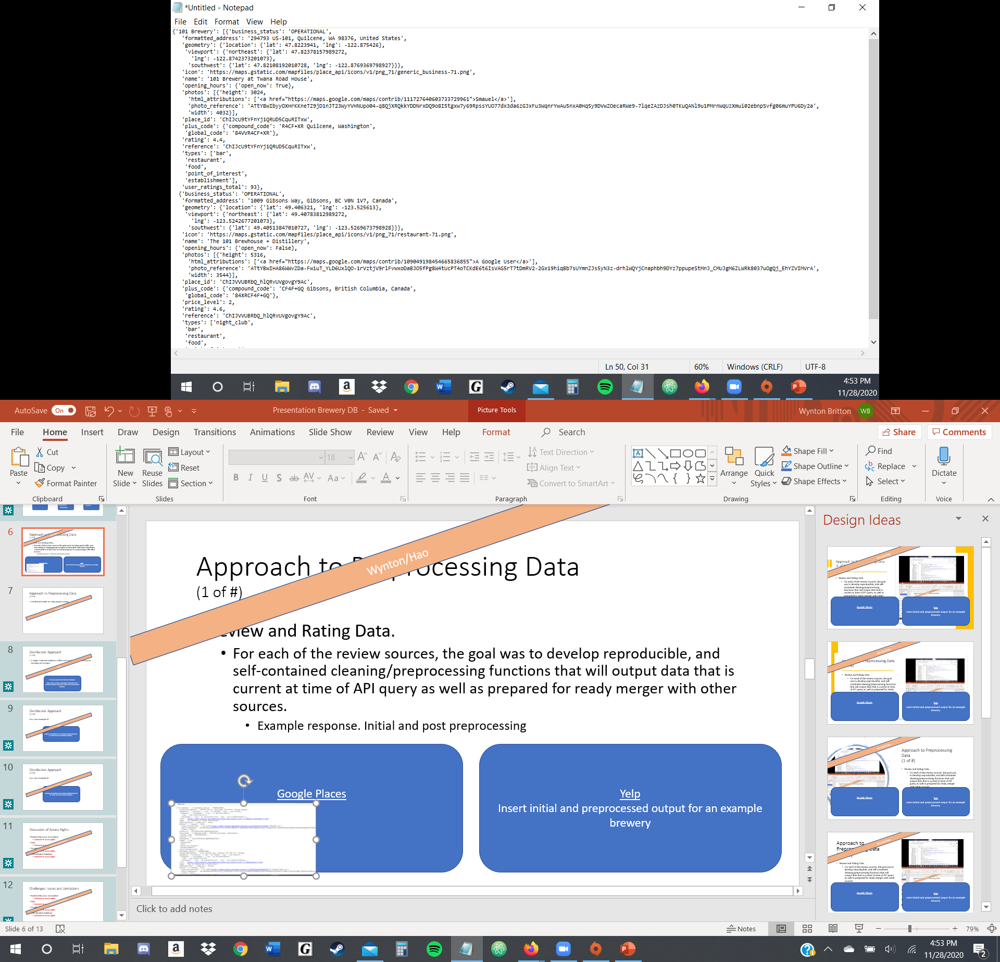 *Untitled - Notepad
File Edit Format View Help
{'101 Brewery': [{'business_status': 'OPERATIONAL',
'formatted_address': '294793 US-101, Quilcene, WA 98376, United States',
'geometry': {'location': {'lat': 47.8223941, 'lng': -122.875426},
'viewport': {'northeast': {'lat': 47.82378157989272,
'lng': -122.8742373201073},
'southwest': {'lat': 47.82108192010728, 'lng': -122.8769369798927}}},
'icon': 'https://maps.gstatic.com/mapfiles/place_api/icons/v1/png_71/generic_business-71.png',
'name': '101 Brewery at Twana Road House',
'opening_hours': {'open_now': True},
'photos': [{'height': 3024,
'html_attributions': ['<a href="https://maps.google.com/maps/contrib/111727640603733729961">Smauel</a>'],
'photo_reference':
'width': 4032}],
'place_id': 'ChIJcU9tYFnYj1QRUD5CquRITxw',
'plus_code': {'compound_code': 'R4CF+XR Quilcene, Washington',
'global_code': '84VVR4CF+XR'},
'rating': 4.4,
'reference': 'ChIJcU9tYFnYj1QRUD5CquRITxw',
'types': ['bar',
'restaurant',
'food',
'point_of_interest',
'establishment'],
'user_ratings_total': 93},
{'business_status': 'OPERATIONAL',
'formatted_address': '1009 Gibsons Way, Gibsons, BC V0N 1V7, Canada',
'geometry': {'location': {'lat': 49.406321, 'lng': -123.525613},
'viewport': {'northeast': {'lat': 49.40783812989272,
'lng': -123.5242677201073},
'southwest': {'lat': 49.40513847010727, 'lng': -123.5269673798928}}},
'icon': 'https://maps.gstatic.com/mapfiles/place_api/icons/v1/png_71/restaurant-71.png',
'name': 'The 101 Brewhouse + Distillery',
'opening_hours': {'open_now': False},
'photos': [{'height': 5316,
'html_attributions': ['<a href="https://maps.google.com/maps/contrib/109049198454665836855">A Google User</a>'],
'photo_reference':
'width': 3544}],
'place_id': 'ChIJVVUBRbQ_hlQRvUVgovgY9Ac',
'plus_code': {'compound_code': 'CF4F+GQ Gibsons, British Columbia, Canada',
'global_code': '84XRCF4F+GQ'},
'price_level': 2,
'rating': 4.6,
'reference': 'ChIJVVUBRbQ_hlQRvUVgovgY9Ac',
'types': ['night_club',
'bar',
'restaurant',
'food',
Ln 50, Col 31 60% Windows (CRLF) UTF-8
4:53 PM
11/28/2020
AutoSave On Presentation Brewery DB - Saved Picture Tools Wynton Britton WB
File Home Insert Draw Design Transitions Animations Slide Show Review View Help Format Search Share Comments
Paste Cut Copy Format Painter Clipboard
New Slide Reuse Slides Layout Reset Section Slides
18 Font
Text Direction Align Text Convert to SmartArt Paragraph
Arrange Quick Styles Shape Fill Shape Outline Shape Effects Drawing
Find Replace Select Editing
Dictate Voice
6
Approach to
7
Approach to Preprocessing Data
8
Distribution Approach
9
Distribution Approach
10
Distribution Approach
11
Discussion of Access Rights
12
Challenges, Issues and Limitations
Approach to
cessing Data
(1 of #)
Wynton/Hao
and Rating Data.
• For each of the review sources, the goal was to develop reproducible, and
self-contained cleaning/preprocessing functions that will output data that is
current at time of API query as well as prepared for ready merger with other
sources.
• Example response. Initial and post preprocessing
Google Places
Yelp
Insert initial and preprocessed output for an example
brewery
Click to add notes
Design Ideas
Approach to Preprocessing
Data
(1 of #)
Slide 6 of 13 Notes 79%
4:53 PM
11/28/2020
2